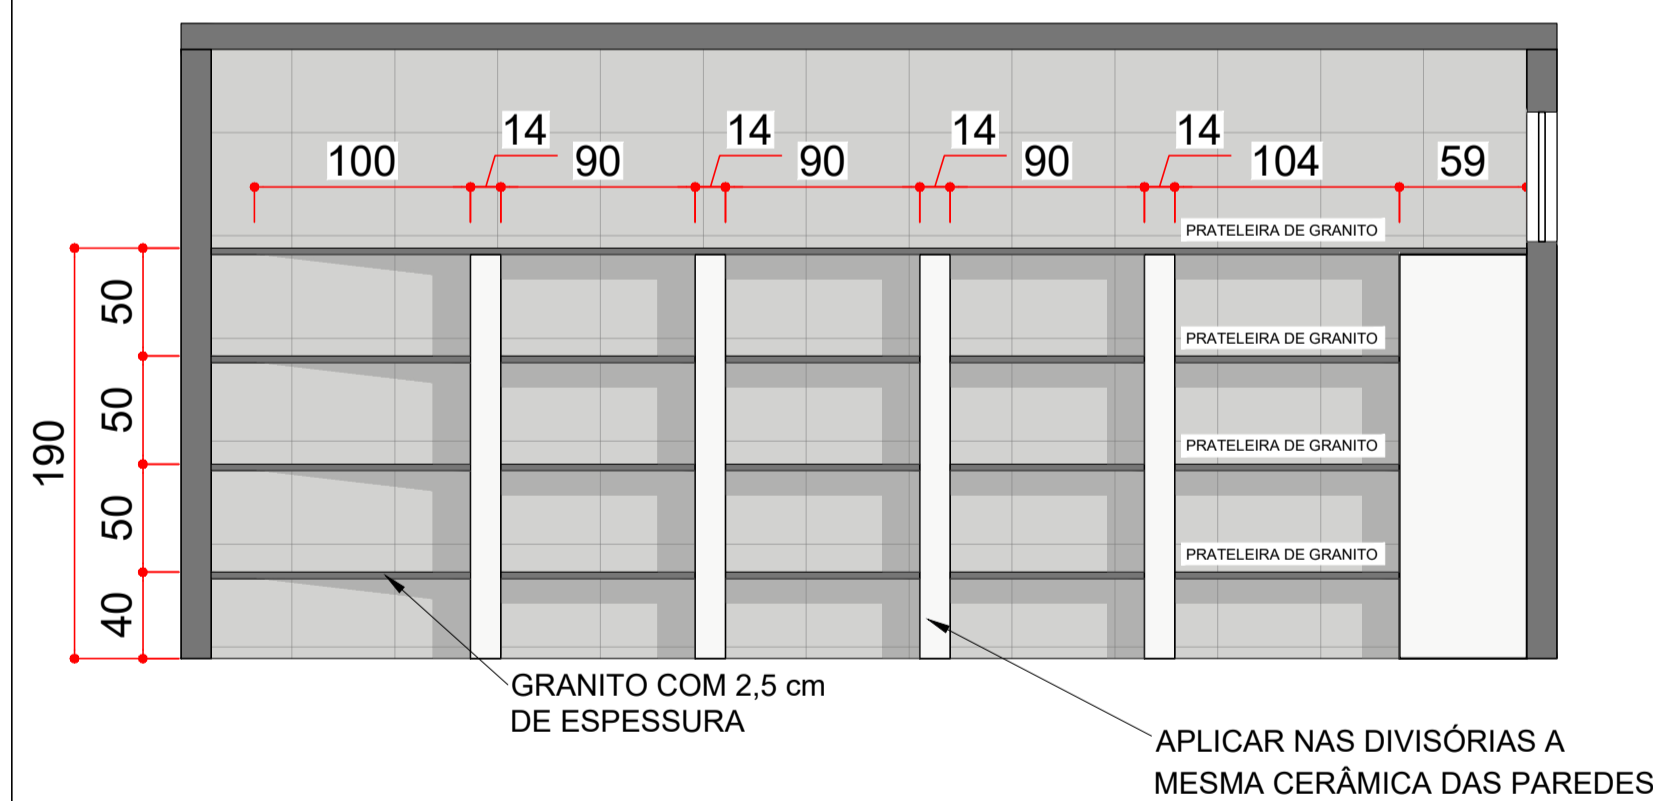 14
14
14
14
100
90
90
90
104
59
PRATELEIRA DE GRANITO
50
PRATELEIRA DE GRANITO
50
190
PRATELEIRA DE GRANITO
50
PRATELEIRA DE GRANITO
40
GRANITO COM 2,5 cm
DE ESPESSURA
APLICAR NAS DIVISÓRIAS A
MESMA CERÂMICA DAS PAREDES